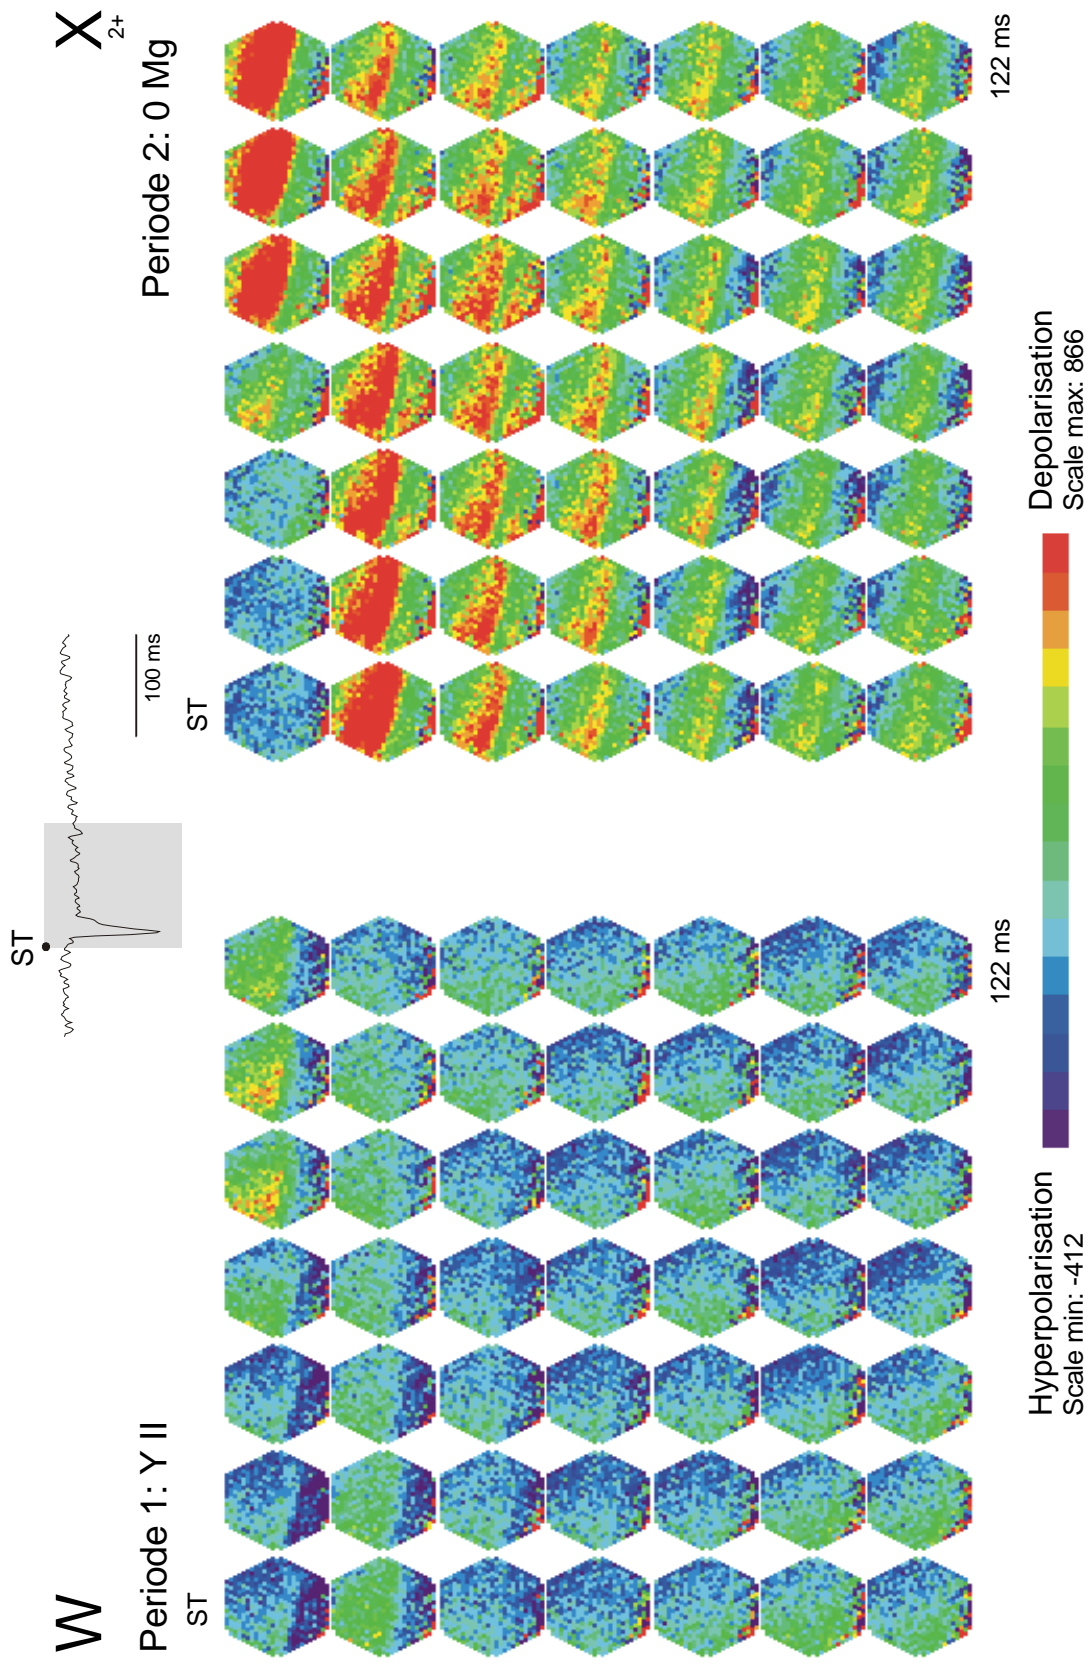 W
X
Periode 1: Y II
Periode 2: 0 Mg 2+
ST
100 ms
ST
ST
122 ms
122 ms
Hyperpolarisation
Scale min: -412
Depolarisation
Scale max: 866